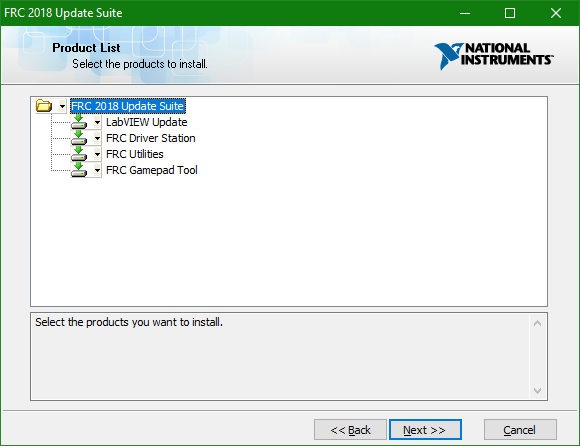 FRC 2018 Update Suite
Product List
Select the products to install.
NATIONAL
INSTRUMENTS™
FRC 2018 Update Suite
LabVIEW Update
FRC Driver Station
FRC Utilities
FRC Gamepad Tool
Select the products you want to install.
<< Back
Next >>
Cancel